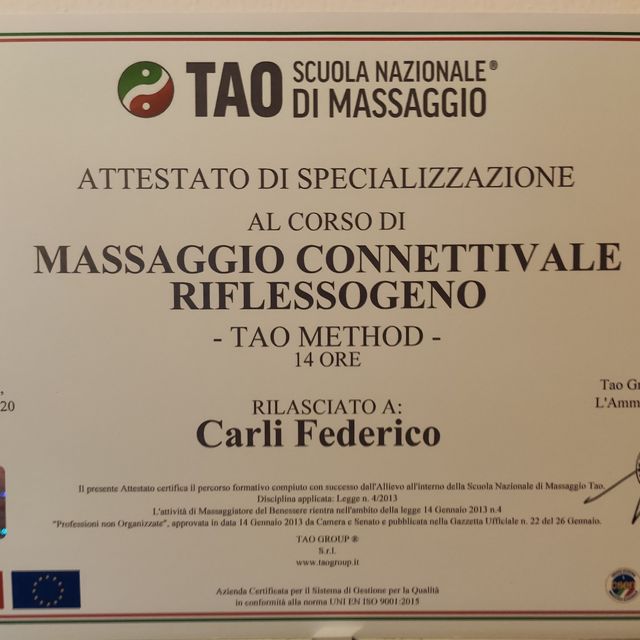 TAO SCUOLA NAZIONALE®
DI MASSAGGIO
ATTESTATO DI SPECIALIZZAZIONE
AL CORSO DI
MASSAGGIO CONNETTIVALE
RIFLESSOGENO
- TAO METHOD -
14 ORE
20
Tao
L'Amm
RILASCIATO A:
Carli Federico
Il presente Attestato certifica il percorso formativo compiuto con successo dall'Allievo all'interno della Scuola Nazionale di Massaggio Tao.
Disciplina applicata: Legge n. 4/2013
L'attività di Massaggiatore del Benessere rientra nell'ambito della legge 14 Gennaio 2013 n.4
"Professioni non Organizzate", approvata in data 14 Gennaio 2013 da Camera e Senato e pubblicata nella Gazzetta Ufficiale n. 22 del 26 Gennaio.
TAO GROUP ®
S.r.l.
www.taogroup.it
Azienda Certificata per il Sistema di Gestione per la Qualità
in conformità alla norma UNI EN ISO 9001:2015